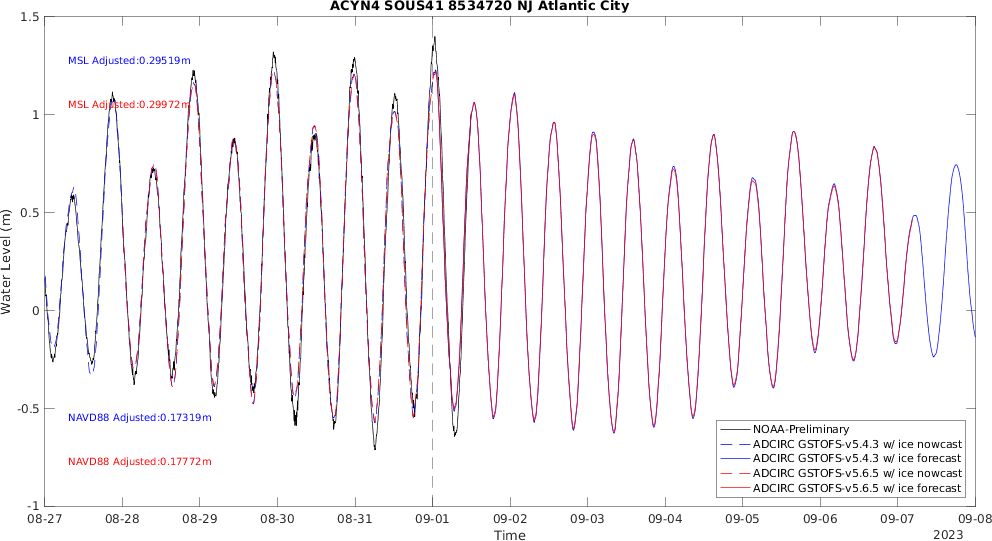 ACYN4 SOUS41 8534720 NJ Atlantic City
1.5
1
0.5
0
-0.5
-1
Water Level (m)
MSL Adjusted:0.29519m
MSL Adjusted:0.29972m
NAVD88 Adjusted:0.17319m
NAVD88 Adjusted:0.17772m
NOAA-Preliminary
ADCIRC GSTOFS-v5.4.3 w/ ice nowcast
ADCIRC GSTOFS-v5.4.3 w/ ice forecast
ADCIRC GSTOFS-v5.6.5 w/ ice nowcast
ADCIRC GSTOFS-v5.6.5 w/ ice forecast
08-27 08-28 08-29 08-30 08-31 09-01 09-02 09-03 09-04 09-05 09-06 09-07 09-08
Time
2023